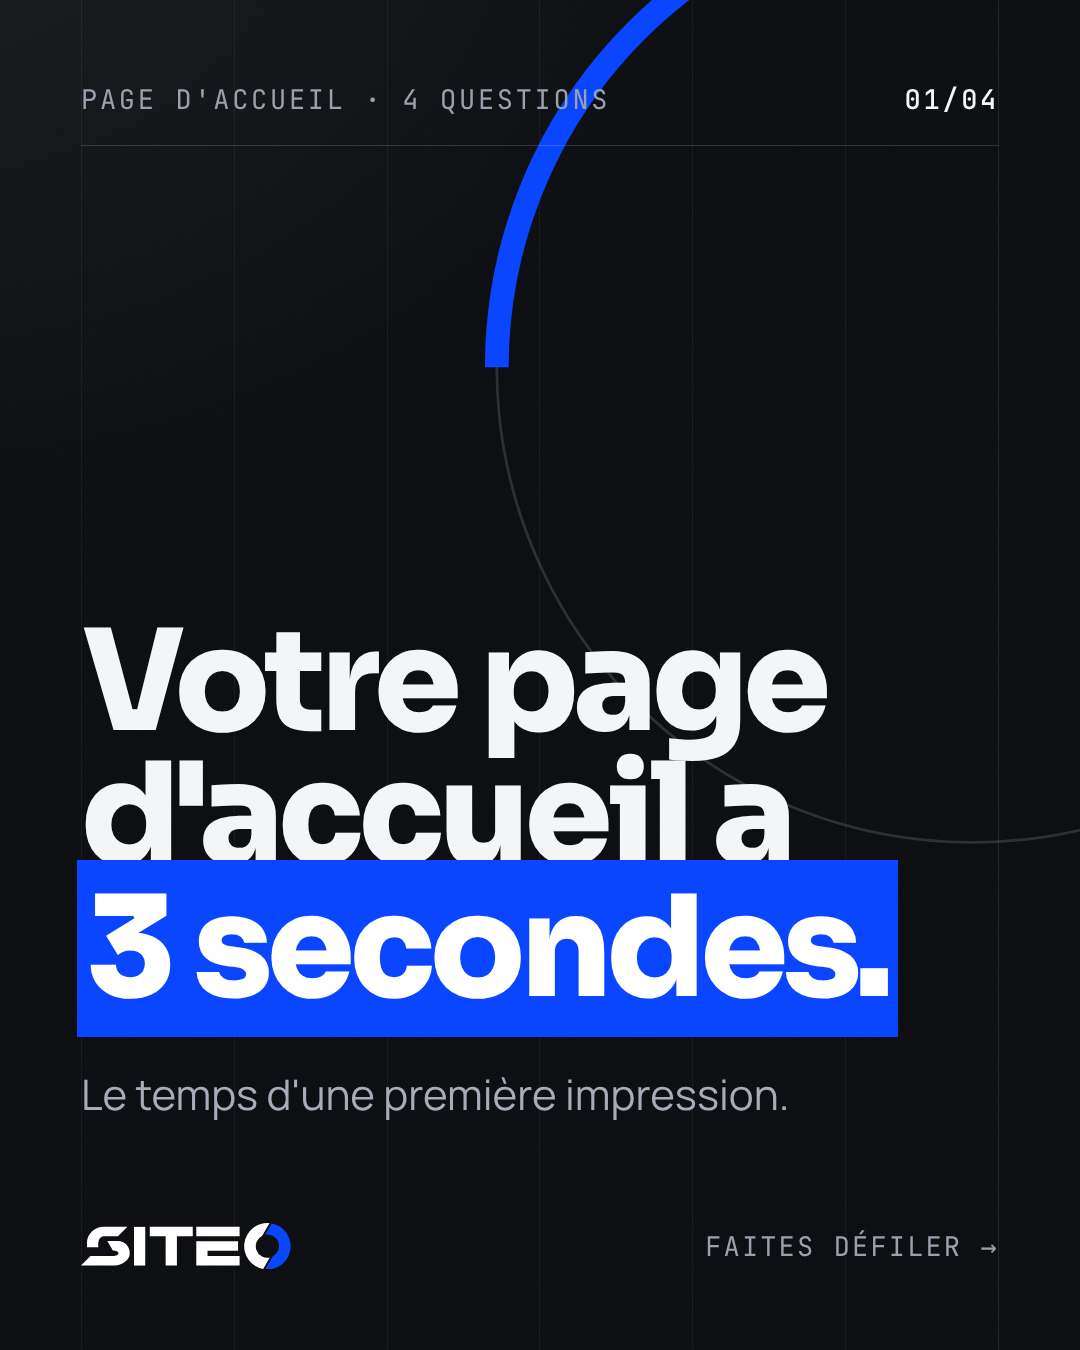 PAGE D'ACCUEIL · 4 QUESTIONS
01/04
Votre page
d'accueil a
3 secondes.
Le temps d'une première impression.
SITEO
FAITES DÉFILER →